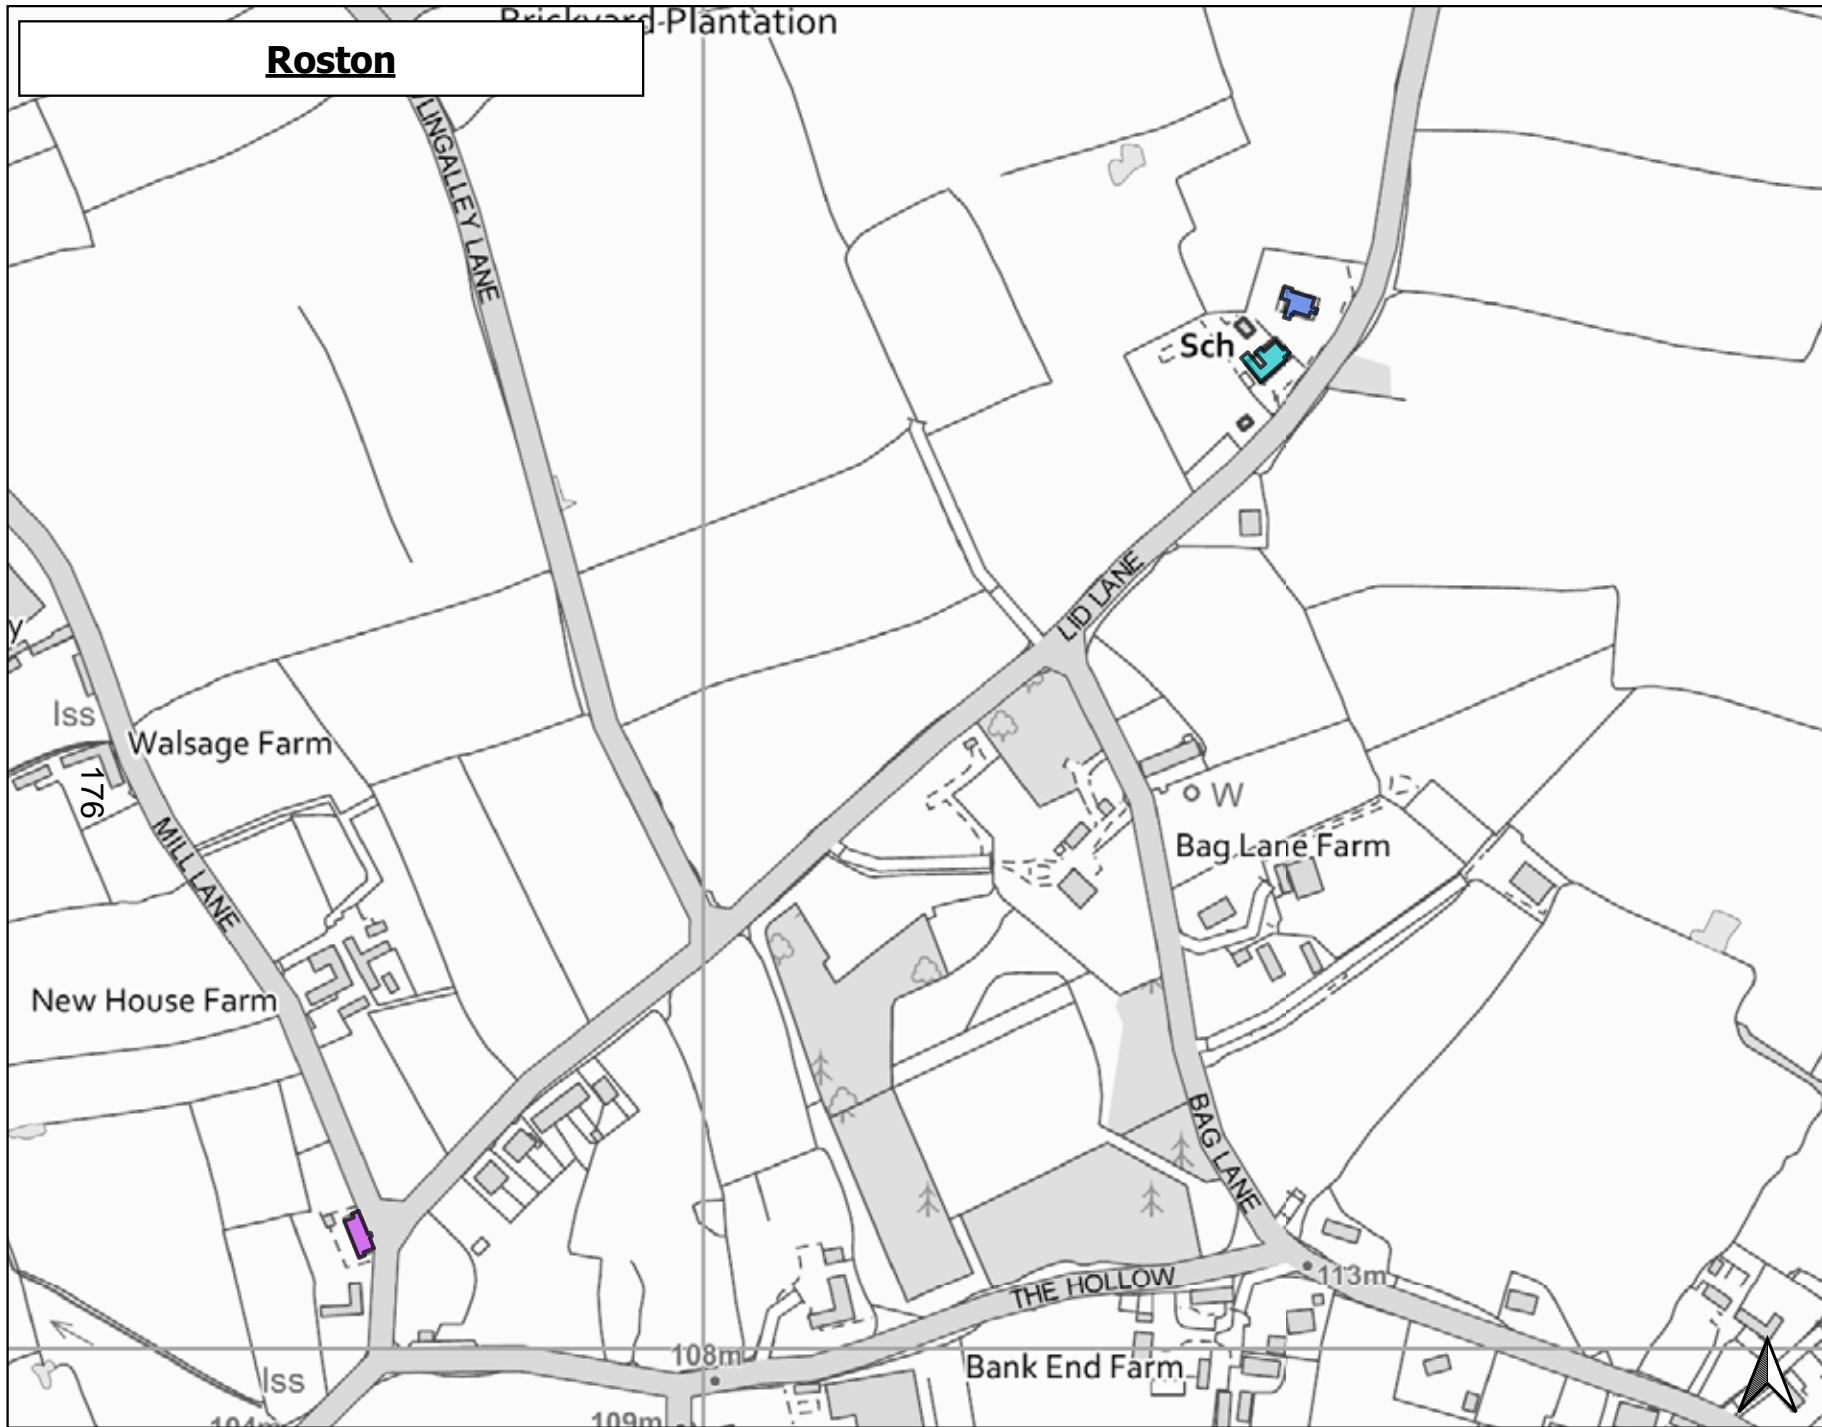 Roston
d-Plantation
LINGALLEY LANE
Sch
LID LANE
y
Iss
Walsage Farm
176
MILL LANE
W
Bag Lane Farm
New House Farm
BAG LANE
113m
THE HOLLOW
108m
Bank End Farm
Iss
104m
109m